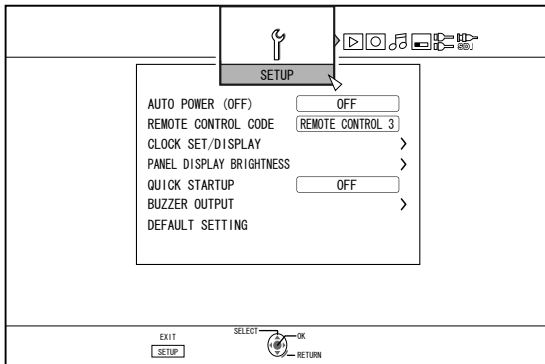 SETUP
AUTO POWER (OFF) OFF
REMOTE CONTROL CODE REMOTE CONTROL 3
CLOCK SET/DISPLAY
PANEL DISPLAY BRIGHTNESS
QUICK STARTUP OFF
BUZZER OUTPUT
DEFAULT SETTING
EXIT
SETUP
SELECT
OK
RETURN